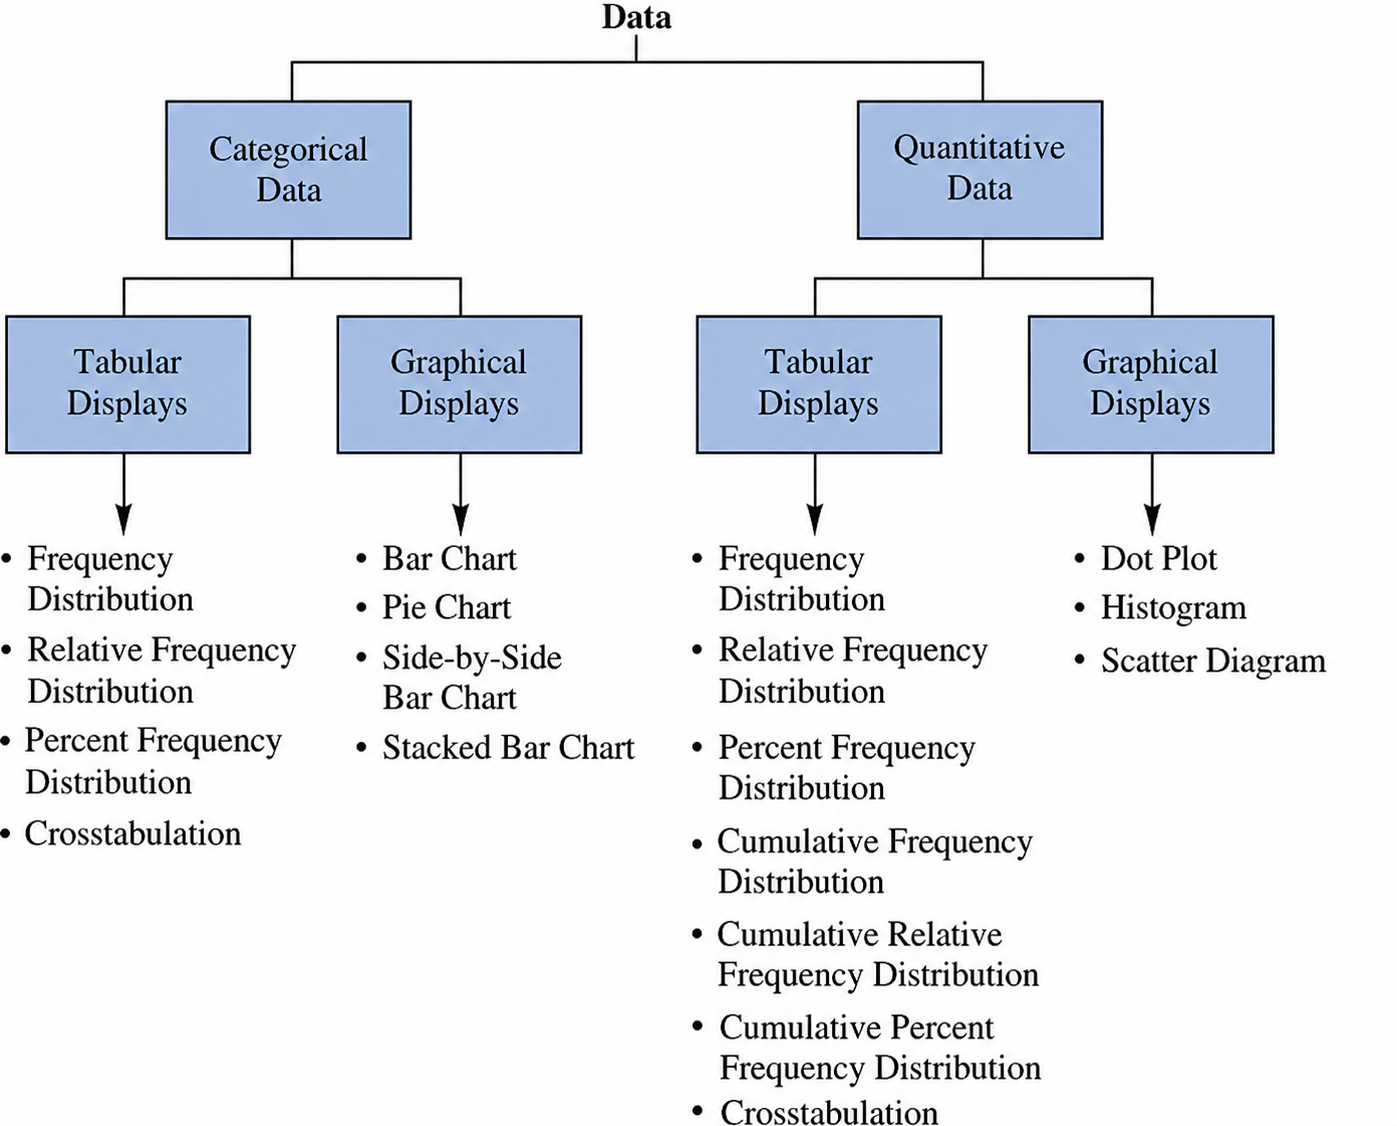 Data
Categorical
Data
Quantitative
Data
Tabular
Displays
Graphical
Displays
Tabular
Displays
Graphical
Displays
• Frequency
Distribution
• Relative Frequency
Distribution
• Percent Frequency
Distribution
• Crosstabulation
• Bar Chart
• Pie Chart
• Side-by-Side
Bar Chart
• Stacked Bar Chart
• Frequency
Distribution
• Relative Frequency
Distribution
• Percent Frequency
Distribution
• Cumulative Frequency
Distribution
• Cumulative Relative
Frequency Distribution
• Cumulative Percent
Frequency Distribution
• Crosstabulation
• Dot Plot
• Histogram
• Scatter Diagram